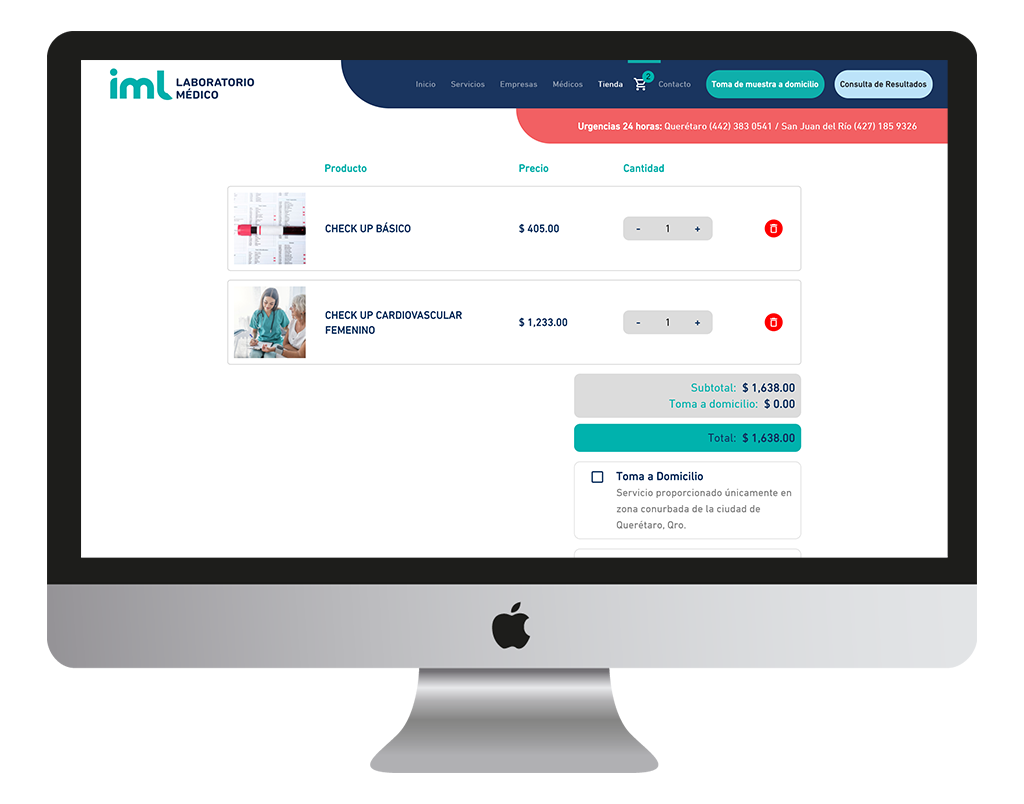 iml LABORATORIO
MÉDICO
Inicio Servicios Empresas Médicos Tienda 2 Contacto Toma de muestra a domicilio Consulta de Resultados
Urgencias 24 horas: Querétaro (442) 383 0541 / San Juan del Río (427) 185 9326
Producto Precio Cantidad
CHECK UP BÁSICO $ 405.00 - 1 +
CHECK UP CARDIOVASCULAR
FEMENINO $ 1,233.00 - 1 +
Subtotal: $ 1,638.00
Toma a domicilio: $ 0.00
Total: $ 1,638.00
Toma a Domicilio
Servicio proporcionado únicamente en
zona conurbada de la ciudad de
Querétaro, Qro.